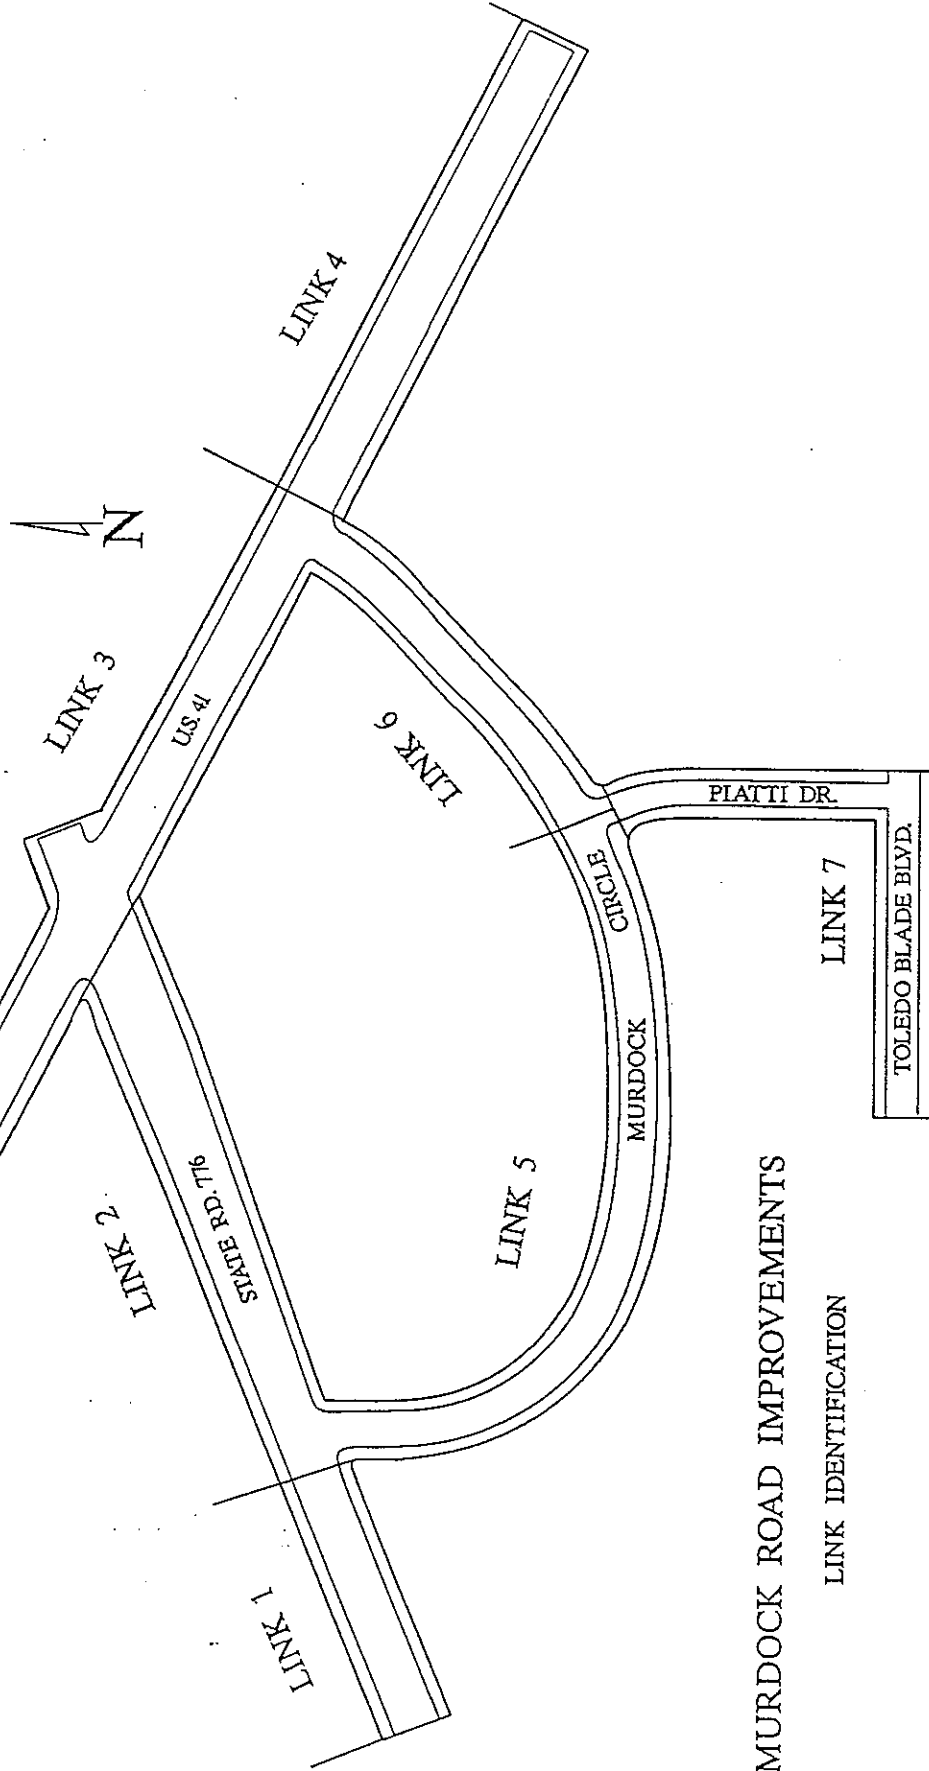 LINK 4
N
LINK 3
U.S. 41
LINK 6
PIATTI DR.
CIRCLE
LINK 7
TOLEDO BLADE BLVD.
MURDOCK
LINK 5
STATE RD. 776
LINK 2
LINK 1
MURDOCK ROAD IMPROVEMENTS
LINK IDENTIFICATION